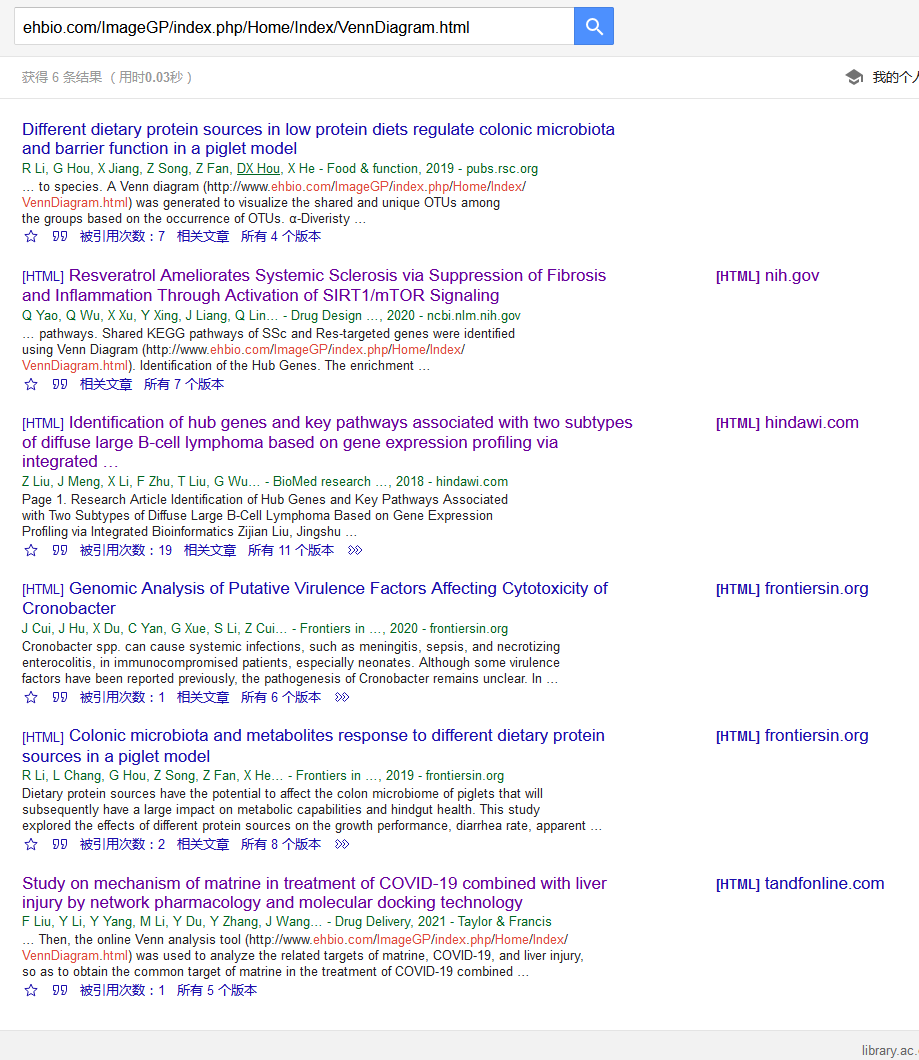 ehbio.com/ImageGP/index.php/Home/Index/VennDiagram.html
获得 6 条结果 （用时0.03秒）
我的个人
Different dietary protein sources in low protein diets regulate colonic microbiota
and barrier function in a piglet model
R Li, G Hou, X Jiang, Z Song, Z Fan, DX Hou, X He - Food & function, 2019 - pubs.rsc.org
... to species. A Venn diagram (http://www.ehbio.com/ImageGP/index.php/Home/Index/
VennDiagram.html) was generated to visualize the shared and unique OTUs among
the groups based on the occurrence of OTUs. α-Diveristy ...
被引用次数：7 相关文章 所有 4 个版本
[HTML] Resveratrol Ameliorates Systemic Sclerosis via Suppression of Fibrosis
and Inflammation Through Activation of SIRT1/mTOR Signaling
[HTML] nih.gov
Q Yao, Q Wu, X Xu, Y Xing, J Liang, Q Lin... - Drug Design ..., 2020 - ncbi.nlm.nih.gov
... pathways. Shared KEGG pathways of SSc and Res-targeted genes were identified
using Venn Diagram (http://www.ehbio.com/ImageGP/index.php/Home/Index/
VennDiagram.html). Identification of the Hub Genes. The enrichment ...
相关文章 所有 7 个版本
[HTML] Identification of hub genes and key pathways associated with two subtypes
of diffuse large B-cell lymphoma based on gene expression profiling via
integrated ...
[HTML] hindawi.com
Z Liu, J Meng, X Li, F Zhu, T Liu, G Wu... - BioMed research ..., 2018 - hindawi.com
Page 1. Research Article Identification of Hub Genes and Key Pathways Associated
with Two Subtypes of Diffuse Large B-Cell Lymphoma Based on Gene Expression
Profiling via Integrated Bioinformatics Zijian Liu, Jingshu ...
被引用次数：19 相关文章 所有 11 个版本
[HTML] Genomic Analysis of Putative Virulence Factors Affecting Cytotoxicity of
Cronobacter
[HTML] frontiersin.org
J Cui, J Hu, X Du, C Yan, G Xue, S Li, Z Cui... - Frontiers in ..., 2020 - frontiersin.org
Cronobacter spp. can cause systemic infections, such as meningitis, sepsis, and necrotizing
enterocolitis, in immunocompromised patients, especially neonates. Although some virulence
factors have been reported previously, the pathogenesis of Cronobacter remains unclear. In ...
被引用次数：1 相关文章 所有 6 个版本
[HTML] Colonic microbiota and metabolites response to different dietary protein
sources in a piglet model
[HTML] frontiersin.org
R Li, L Chang, G Hou, Z Song, Z Fan, X He... - Frontiers in ..., 2019 - frontiersin.org
Dietary protein sources have the potential to affect the colon microbiome of piglets that will
subsequently have a large impact on metabolic capabilities and hindgut health. This study
explored the effects of different protein sources on the growth performance, diarrhea rate, apparent ...
被引用次数：2 相关文章 所有 8 个版本
Study on mechanism of matrine in treatment of COVID-19 combined with liver
injury by network pharmacology and molecular docking technology
[HTML] tandfonline.com
F Liu, Y Li, Y Yang, M Li, Y Du, Y Zhang, J Wang... - Drug Delivery, 2021 - Taylor & Francis
... Then, the online Venn analysis tool (http://www.ehbio.com/ImageGP/index.php/Home/Index/
VennDiagram.html) was used to analyze the related targets of matrine, COVID-19, and liver injury,
so as to obtain the common target of matrine in the treatment of COVID-19 combined ...
被引用次数：1 所有 5 个版本
library.ac.